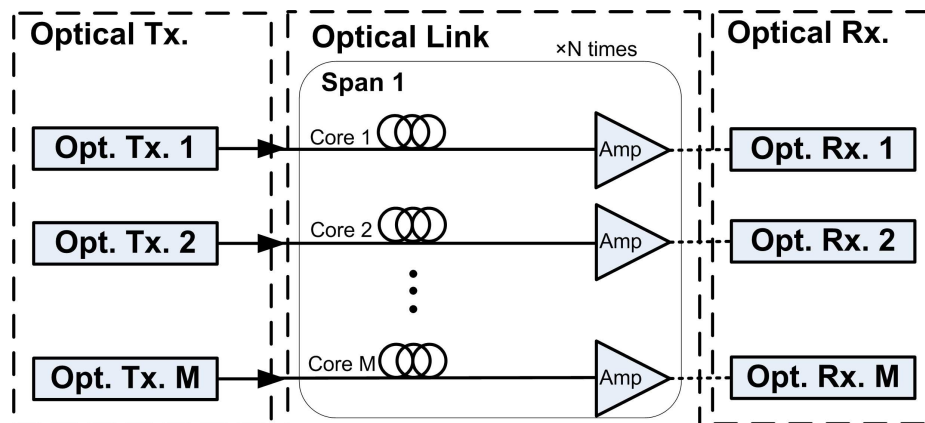 Optical Tx.
Optical Link
Optical Rx.
×N times
Span 1
Opt. Tx. 1
Core 1
Amp
Opt. Rx. 1
Opt. Tx. 2
Core 2
Amp
Opt. Rx. 2
Opt. Tx. M
Core M
Amp
Opt. Rx. M